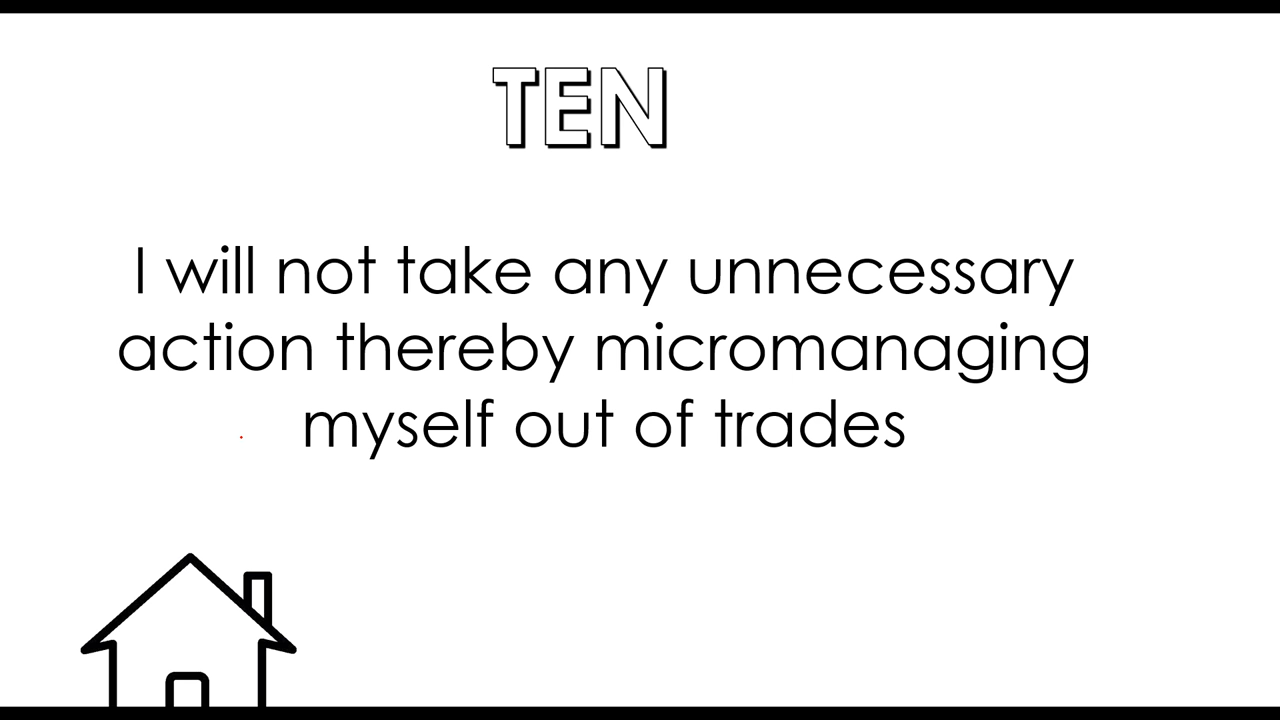 TEN
I will not take any unnecessary
action thereby micromanaging
myself out of trades